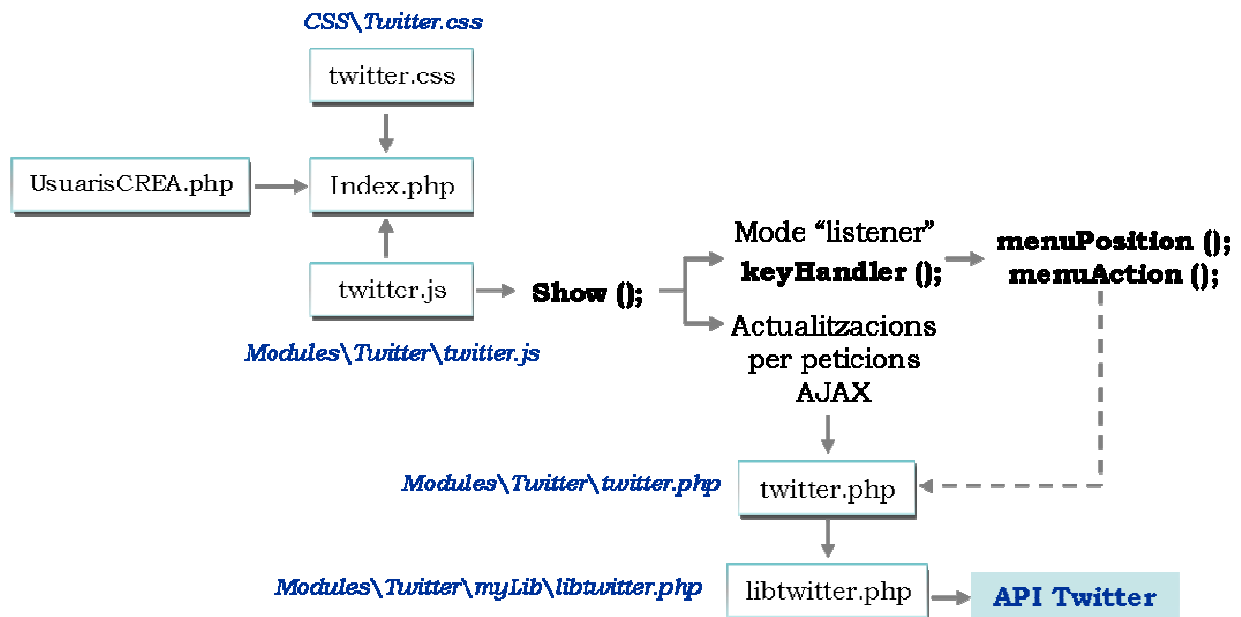 CSS\Twitter.css
twitter.css
UsuarisCREA.php
Index.php
twitter.js
Modules\Twitter\twitter.js
Show ();
Mode “listener”
keyHandler ();
menuPosition ();
menuAction ();
Actualitzacions
per peticions
AJAX
Modules\Twitter\twitter.php
twitter.php
Modules\Twitter\myLib\libtwitter.php
libtwitter.php
API Twitter